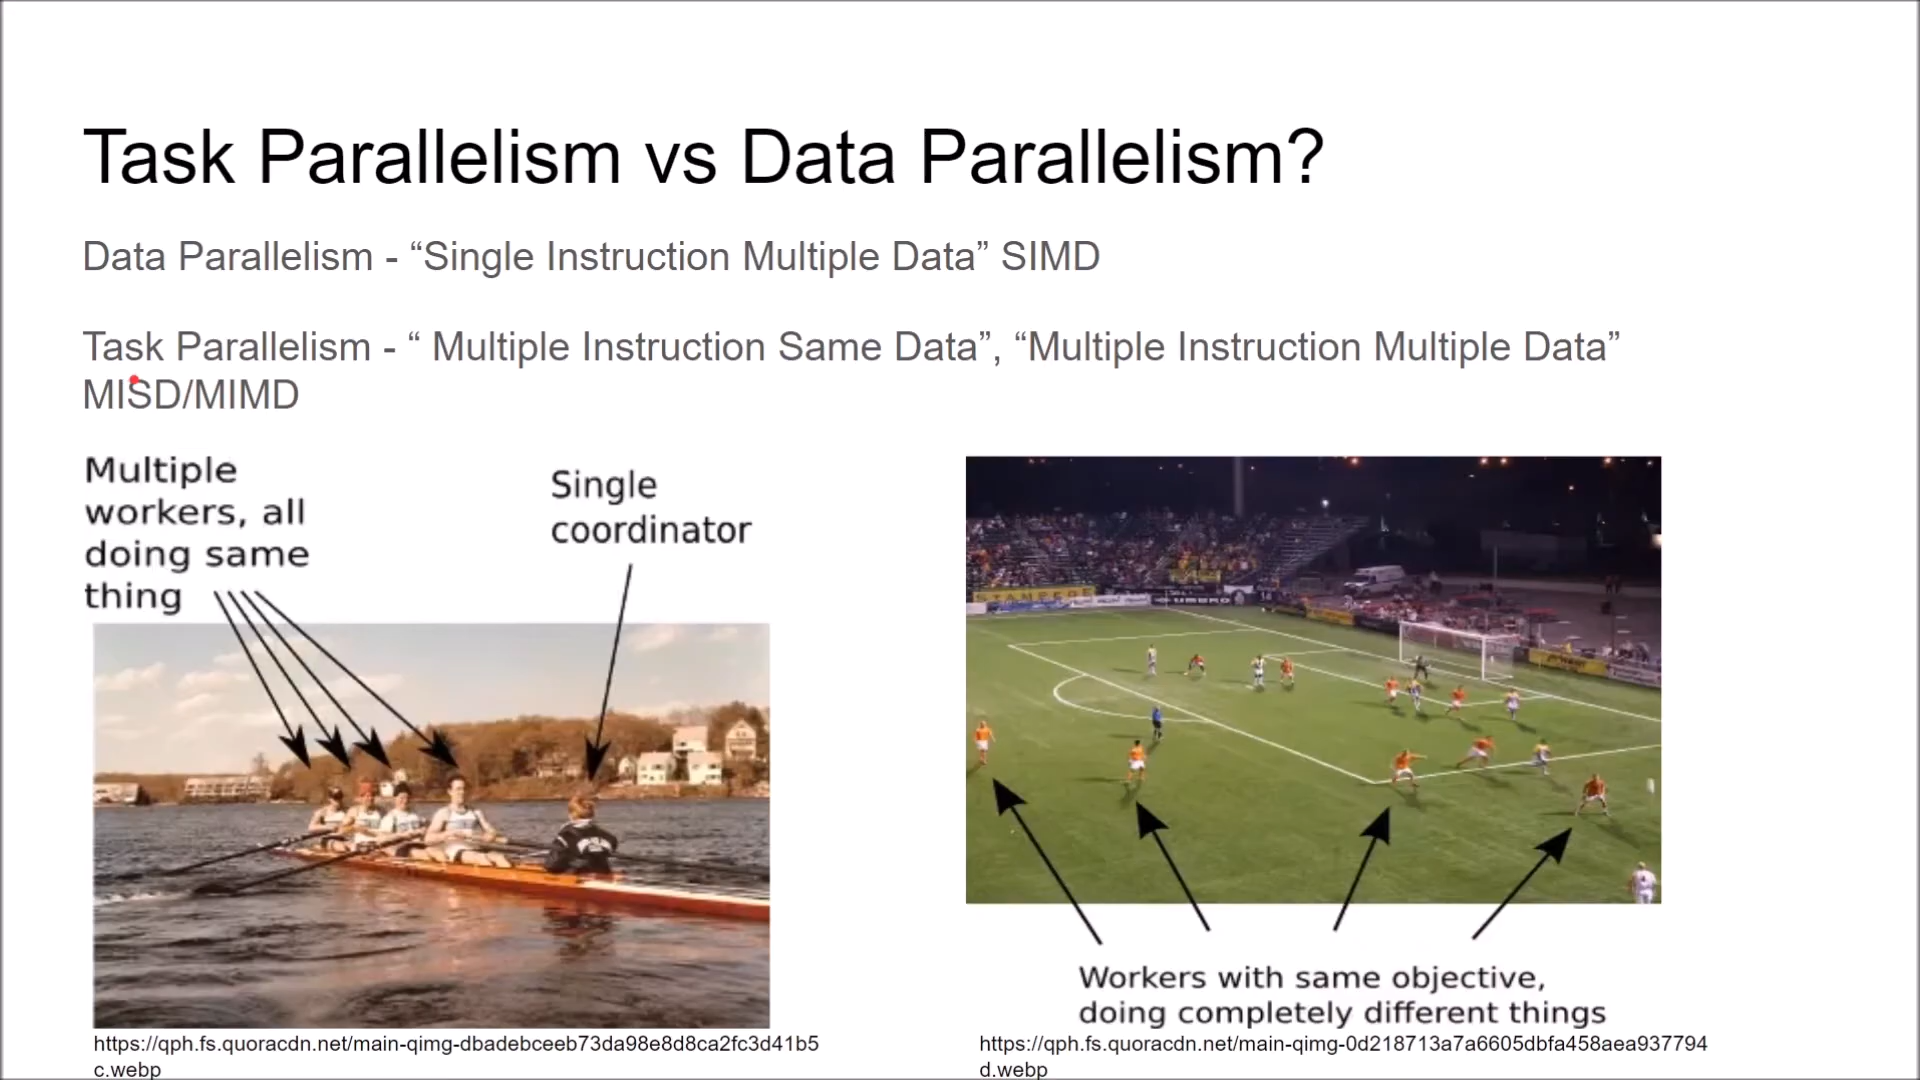 Task Parallelism vs Data Parallelism?
Data Parallelism - “Single Instruction Multiple Data” SIMD
Task Parallelism - “ Multiple Instruction Same Data”, “Multiple Instruction Multiple Data”
MISD/MIMD
Multiple
workers, all
doing same
thing
Single
coordinator
STAMPEDE
Workers with same objective,
doing completely different things
https://qph.fs.quoracdn.net/main-qimg-dbadebceeb73da98e8d8ca2fc3d41b5
c.webp
https://qph.fs.quoracdn.net/main-qimg-0d218713a7a6605dbfa458aea937794
d.webp